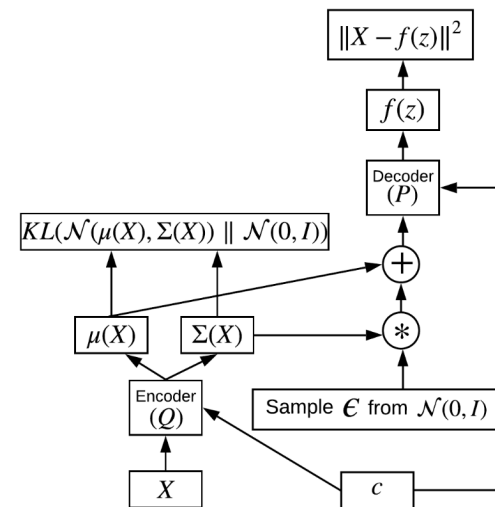 ‖X − f(z)‖²
f(z)
Decoder
(P)
KL(𝒩(μ(X), Σ(X)) ‖ 𝒩(0, I))
+
μ(X)
Σ(X)
*
Encoder
(Q)
Sample ϵ from 𝒩(0, I)
X
c